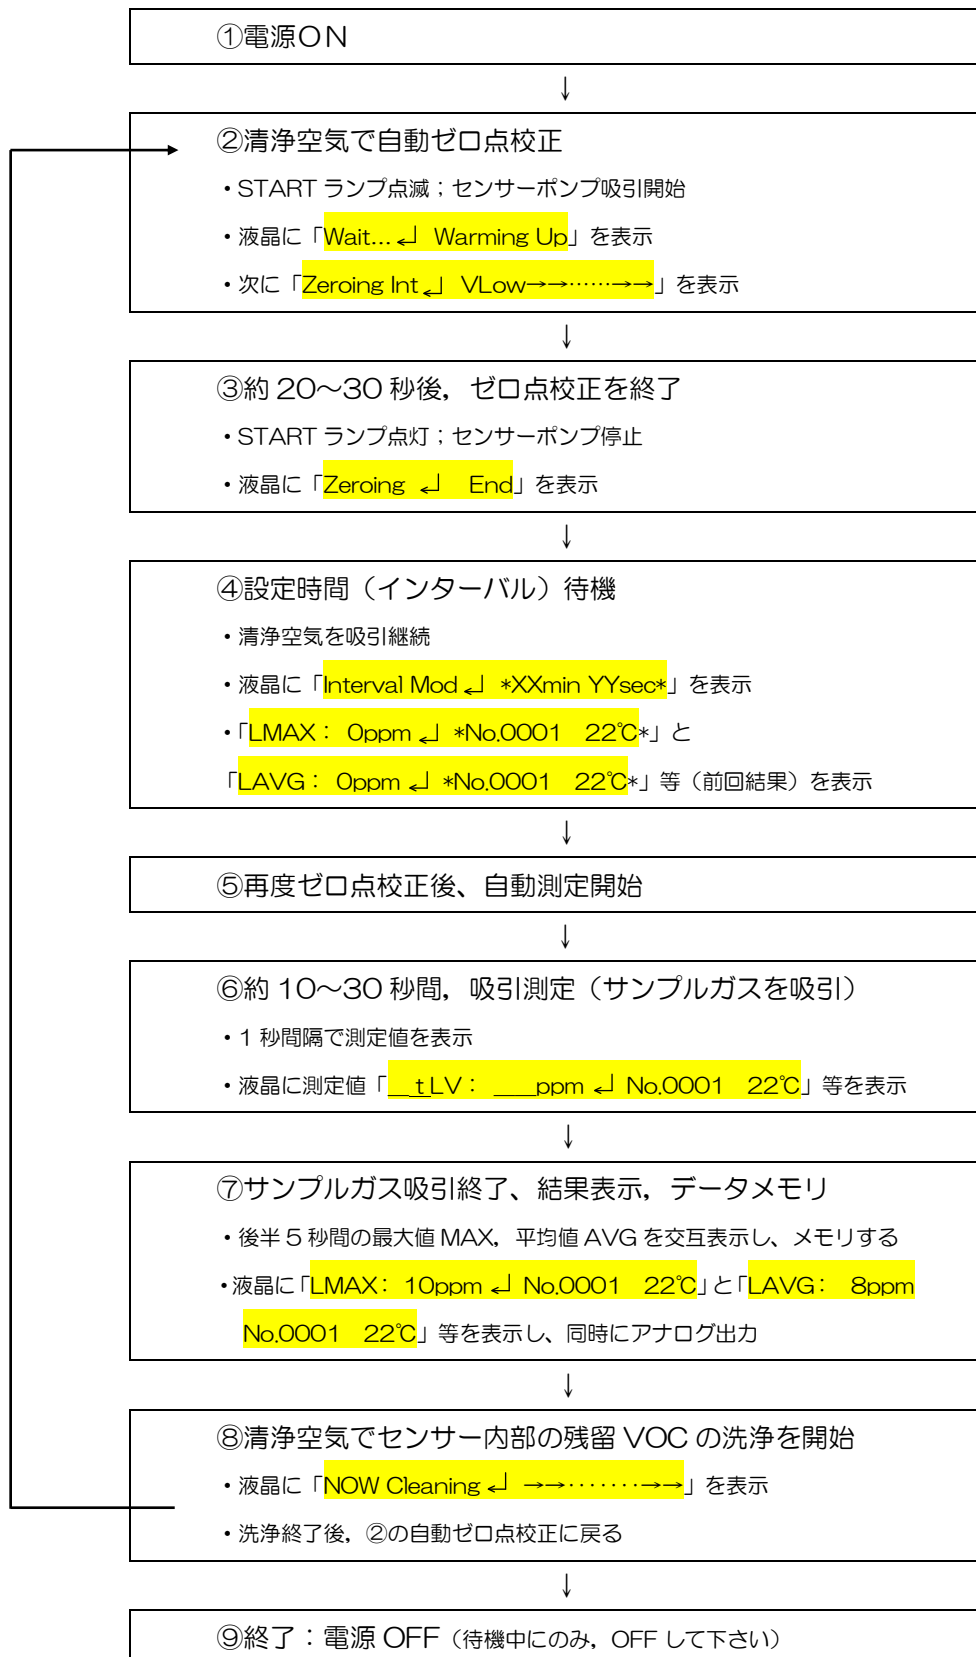 ①電源ON
↓
②清浄空気で自動ゼロ点校正
・START ランプ点滅；センサーポンプ吸引開始
・液晶に「Wait...↲ Warming Up」を表示
・次に「Zeroing Int↲ VLow→→……→→」を表示
↓
③約 20～30 秒後，ゼロ点校正を終了
・START ランプ点灯；センサーポンプ停止
・液晶に「Zeroing ↲ End」を表示
↓
④設定時間（インターバル）待機
・清浄空気を吸引継続
・液晶に「Interval Mod↲ *XXmin YYsec*」を表示
・「LMAX： 0ppm↲ *No.0001 22℃*」と
「LAVG： 0ppm↲ *No.0001 22℃*」等（前回結果）を表示
↓
⑤再度ゼロ点校正後、自動測定開始
↓
⑥約 10～30 秒間，吸引測定（サンプルガスを吸引）
・1 秒間隔で測定値を表示
・液晶に測定値「__tLV： ___ppm↲ No.0001 22℃」等を表示
↓
⑦サンプルガス吸引終了、結果表示，データメモリ
・後半 5 秒間の最大値 MAX，平均値 AVG を交互表示し、メモリする
・液晶に「LMAX： 10ppm↲ No.0001 22℃」と「LAVG： 8ppm
No.0001 22℃」等を表示し、同時にアナログ出力
↓
⑧清浄空気でセンサー内部の残留 VOC の洗浄を開始
・液晶に「NOW Cleaning↲ →→·······→→」を表示
・洗浄終了後，②の自動ゼロ点校正に戻る
↓
⑨終了：電源 OFF（待機中にのみ，OFF して下さい）